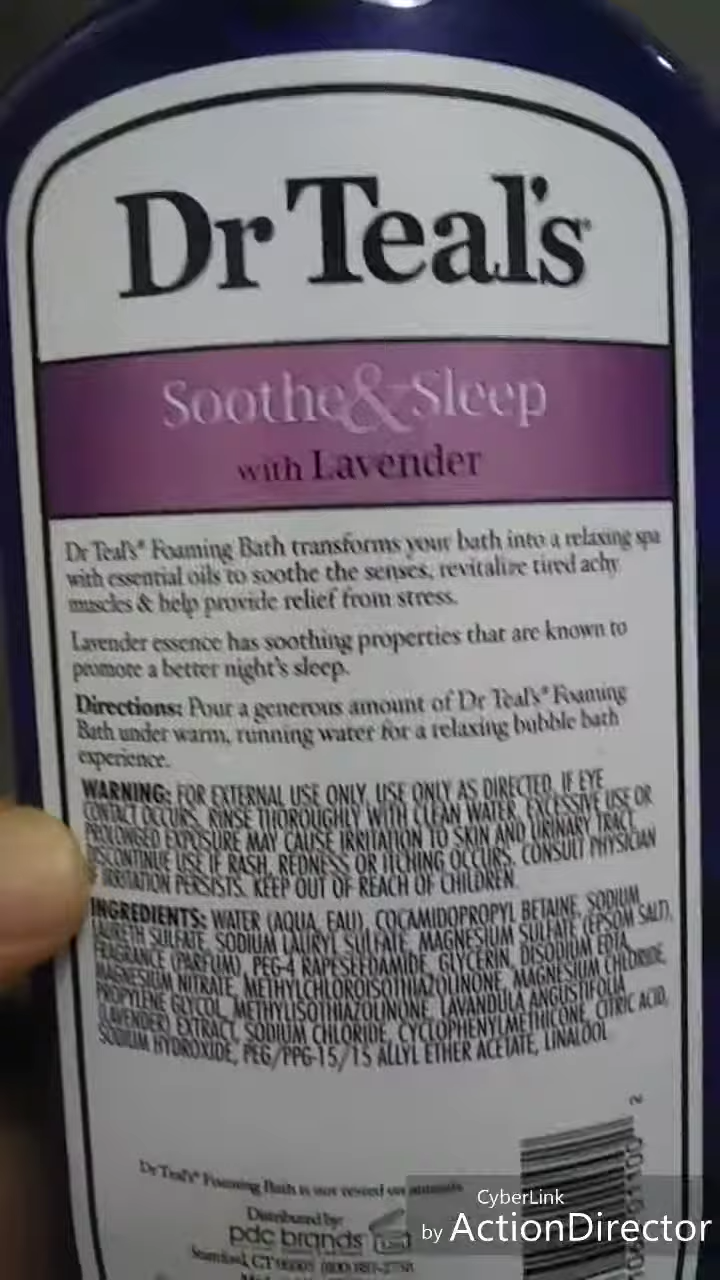 Dr Teal's®
Soothe & Sleep
with Lavender
Dr Teal's® Foaming Bath transforms your bath into a relaxing spa
with essential oils to soothe the senses, revitalize tired achy
muscles & help provide relief from stress.
Lavender essence has soothing properties that are known to
promote a better night's sleep.
Directions: Pour a generous amount of Dr Teal's® Foaming
Bath under warm, running water for a relaxing bubble bath
experience.
WARNING: FOR EXTERNAL USE ONLY. USE ONLY AS DIRECTED. IF EYE
CONTACT OCCURS, RINSE THOROUGHLY WITH CLEAN WATER. EXCESSIVE USE OR
PROLONGED EXPOSURE MAY CAUSE IRRITATION TO SKIN AND URINARY TRACT.
DISCONTINUE USE IF RASH, REDNESS OR ITCHING OCCURS. CONSULT PHYSICIAN
IRRITATION PERSISTS. KEEP OUT OF REACH OF CHILDREN.
INGREDIENTS: WATER (AQUA, EAU), COCAMIDOPROPYL BETAINE, SODIUM
LAURETH SULFATE, SODIUM LAURYL SULFATE, MAGNESIUM SULFATE (EPSOM SALT),
FRAGRANCE (PARFUM), PEG-4 RAPESEEDAMIDE, GLYCERIN, DISODIUM EDTA,
MAGNESIUM NITRATE, METHYLCHLOROISOTHIAZOLINONE, MAGNESIUM CHLORIDE,
PROPYLENE GLYCOL, METHYLISOTHIAZOLINONE, LAVANDULA ANGUSTIFOLIA
(LAVENDER) EXTRACT, SODIUM CHLORIDE, CYCLOPHENYLMETHICONE, CITRIC ACID,
SODIUM HYDROXIDE, PEG/PPG-15/15 ALLYL ETHER ACETATE, LINALOOL
Dr Teal's® Foaming Bath is not tested on animals
Distributed by:
pdc brands
Stamford, CT
2
CyberLink
by ActionDirector